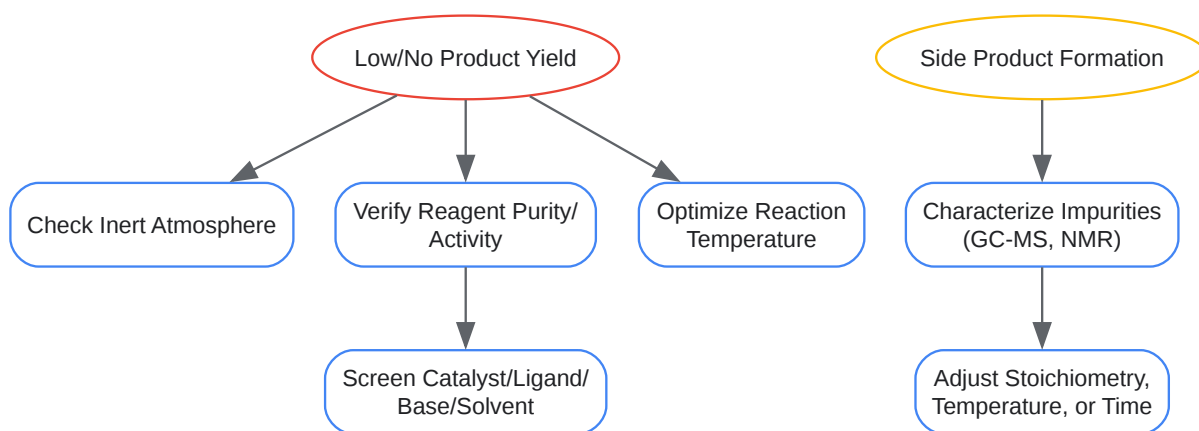 Low/No Product Yield
Side Product Formation
Check Inert Atmosphere
Verify Reagent Purity/
Activity
Optimize Reaction
Temperature
Characterize Impurities
(GC-MS, NMR)
Screen Catalyst/Ligand/
Base/Solvent
Adjust Stoichiometry,
Temperature, or Time